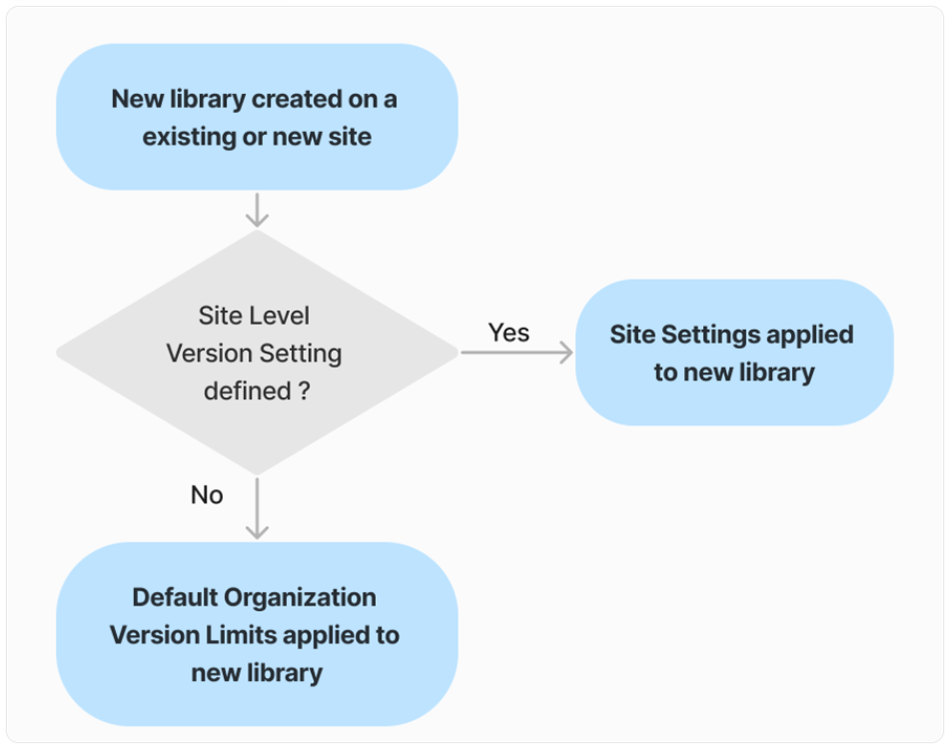 New library created on a
existing or new site
Site Level
Version Setting
defined ?
Yes
Site Settings applied
to new library
No
Default Organization
Version Limits applied to
new library